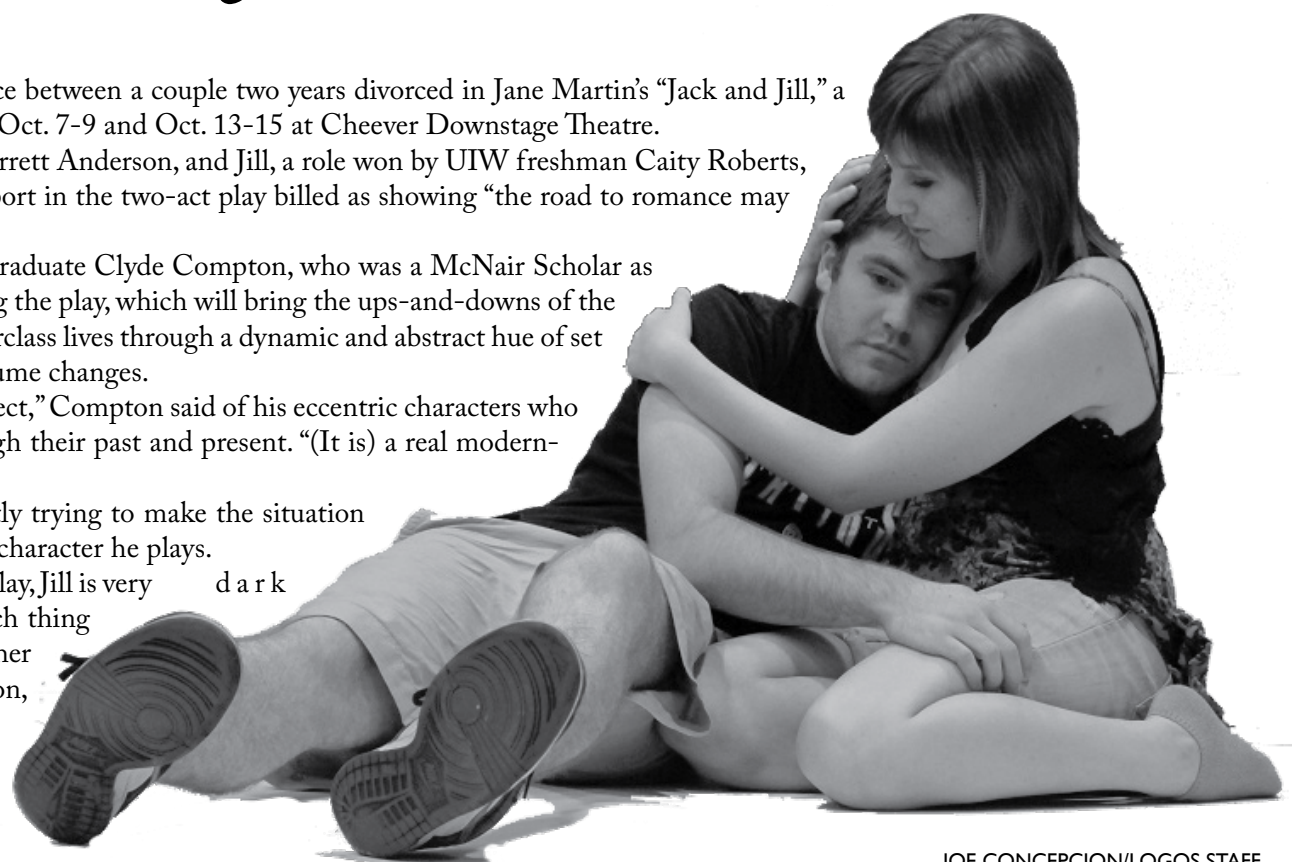 ce between a couple two years divorced in Jane Martin’s “Jack and Jill,” a
Oct. 7-9 and Oct. 13-15 at Cheever Downstage Theatre.
rrett Anderson, and Jill, a role won by UIW freshman Caity Roberts,
port in the two-act play billed as showing “the road to romance may
raduate Clyde Compton, who was a McNair Scholar as
g the play, which will bring the ups-and-downs of the
rclass lives through a dynamic and abstract hue of set
ume changes.
ect,” Compton said of his eccentric characters who
gh their past and present. “(It is) a real modern-
tly trying to make the situation
character he plays.
lay, Jill is very dark
ch thing
her
on,
JOE CONCEPCION/LOGOS STAFF